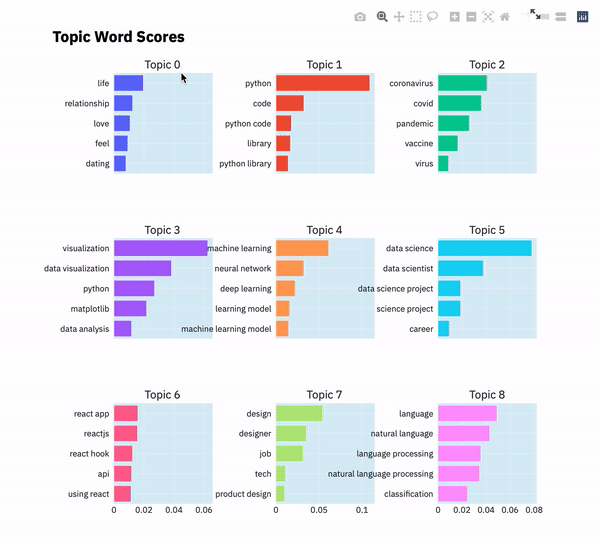 Topic Word Scores
Topic 0
life
relationship
love
feel
dating
Topic 1
python
code
python code
library
python library
Topic 2
coronavirus
covid
pandemic
vaccine
virus
Topic 3
visualization
data visualization
python
matplotlib
data analysis
Topic 4
machine learning
neural network
deep learning
learning model
machine learning model
Topic 5
data science
data scientist
data science project
science project
career
Topic 6
react app
reactjs
react hook
api
using react
0 0.02 0.04 0.06
Topic 7
design
designer
job
tech
product design
0 0.05 0.1
Topic 8
language
natural language
language processing
natural language processing
classification
0 0.02 0.04 0.06 0.08